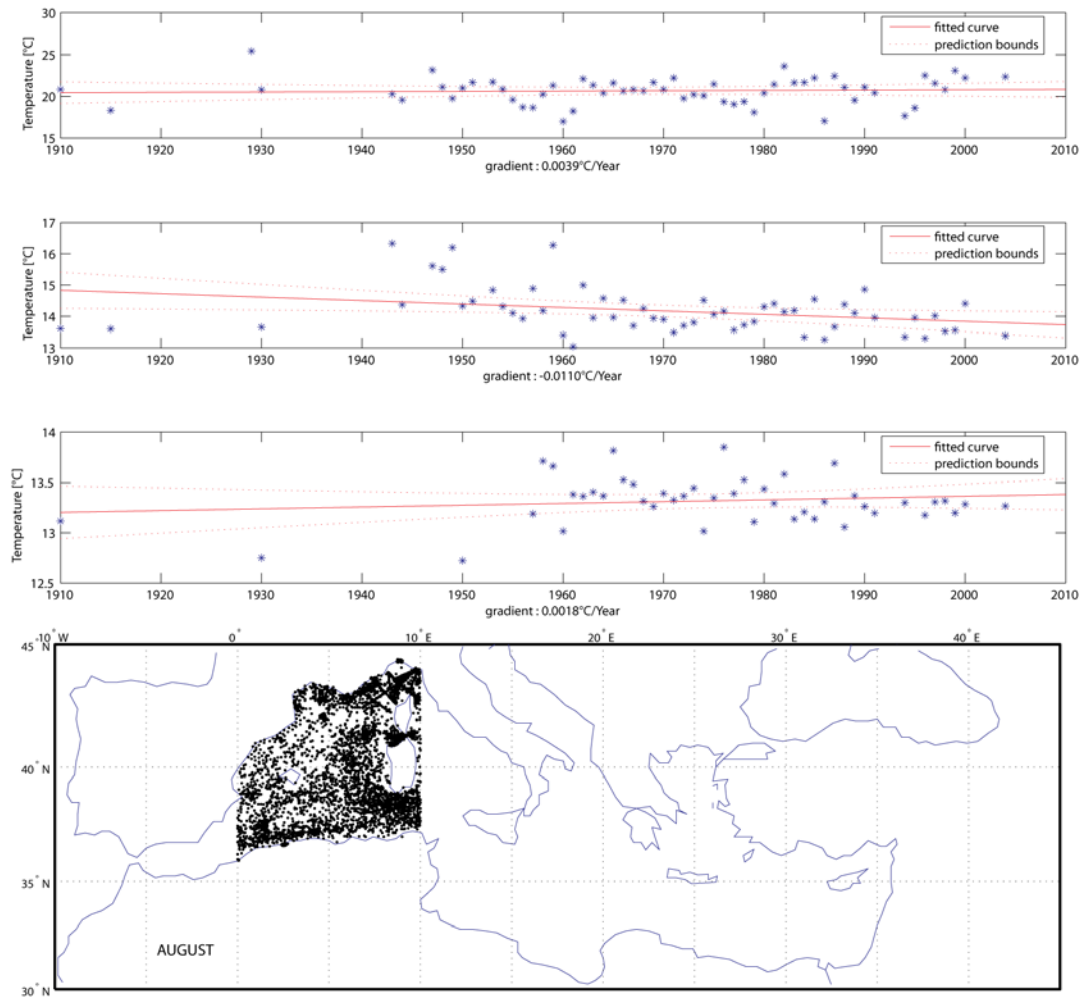 30
25
20
15
Temperature [°C]
fitted curve
prediction bounds
1910 1920 1930 1940 1950 1960 1970 1980 1990 2000 2010
gradient : 0.0039°C/Year
17
16
15
14
13
Temperature [°C]
fitted curve
prediction bounds
1910 1920 1930 1940 1950 1960 1970 1980 1990 2000 2010
gradient : -0.0110°C/Year
14
13.5
13
12.5
Temperature [°C]
fitted curve
prediction bounds
1910 1920 1930 1940 1950 1960 1970 1980 1990 2000 2010
gradient : 0.0018°C/Year
-10° W 0° 10° E 20° E 30° E 40° E
45° N
40° N
35° N
30° N
AUGUST